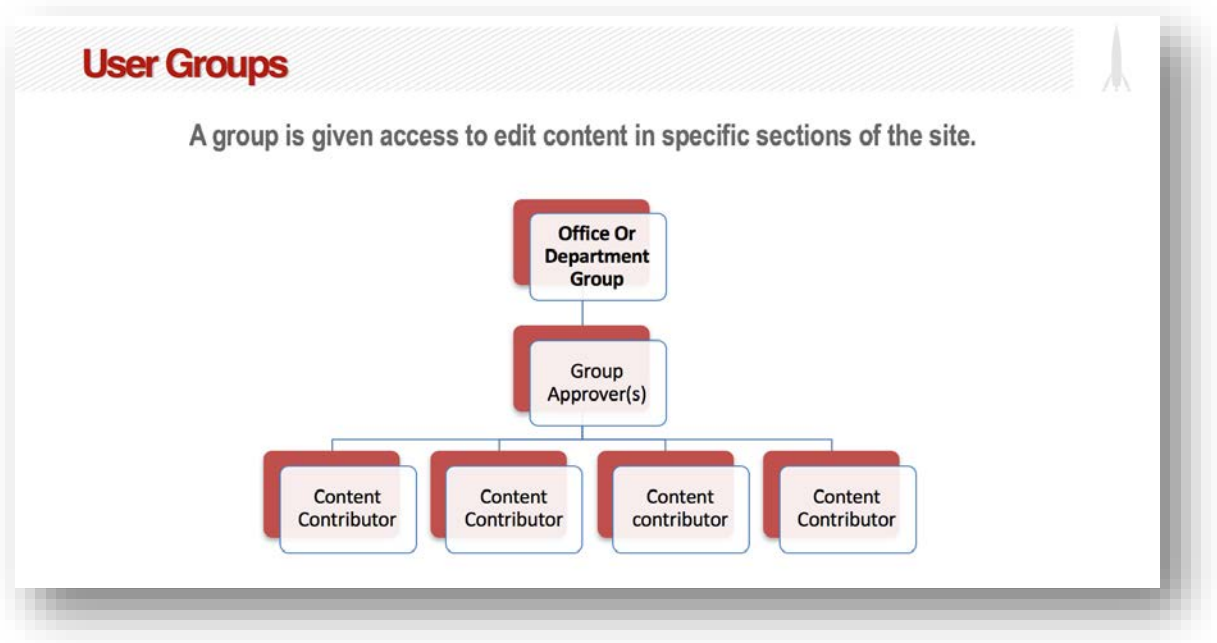 User Groups
A group is given access to edit content in specific sections of the site.
Office Or
Department
Group
Group
Approver(s)
Content
Contributor
Content
Contributor
Content
contributor
Content
Contributor